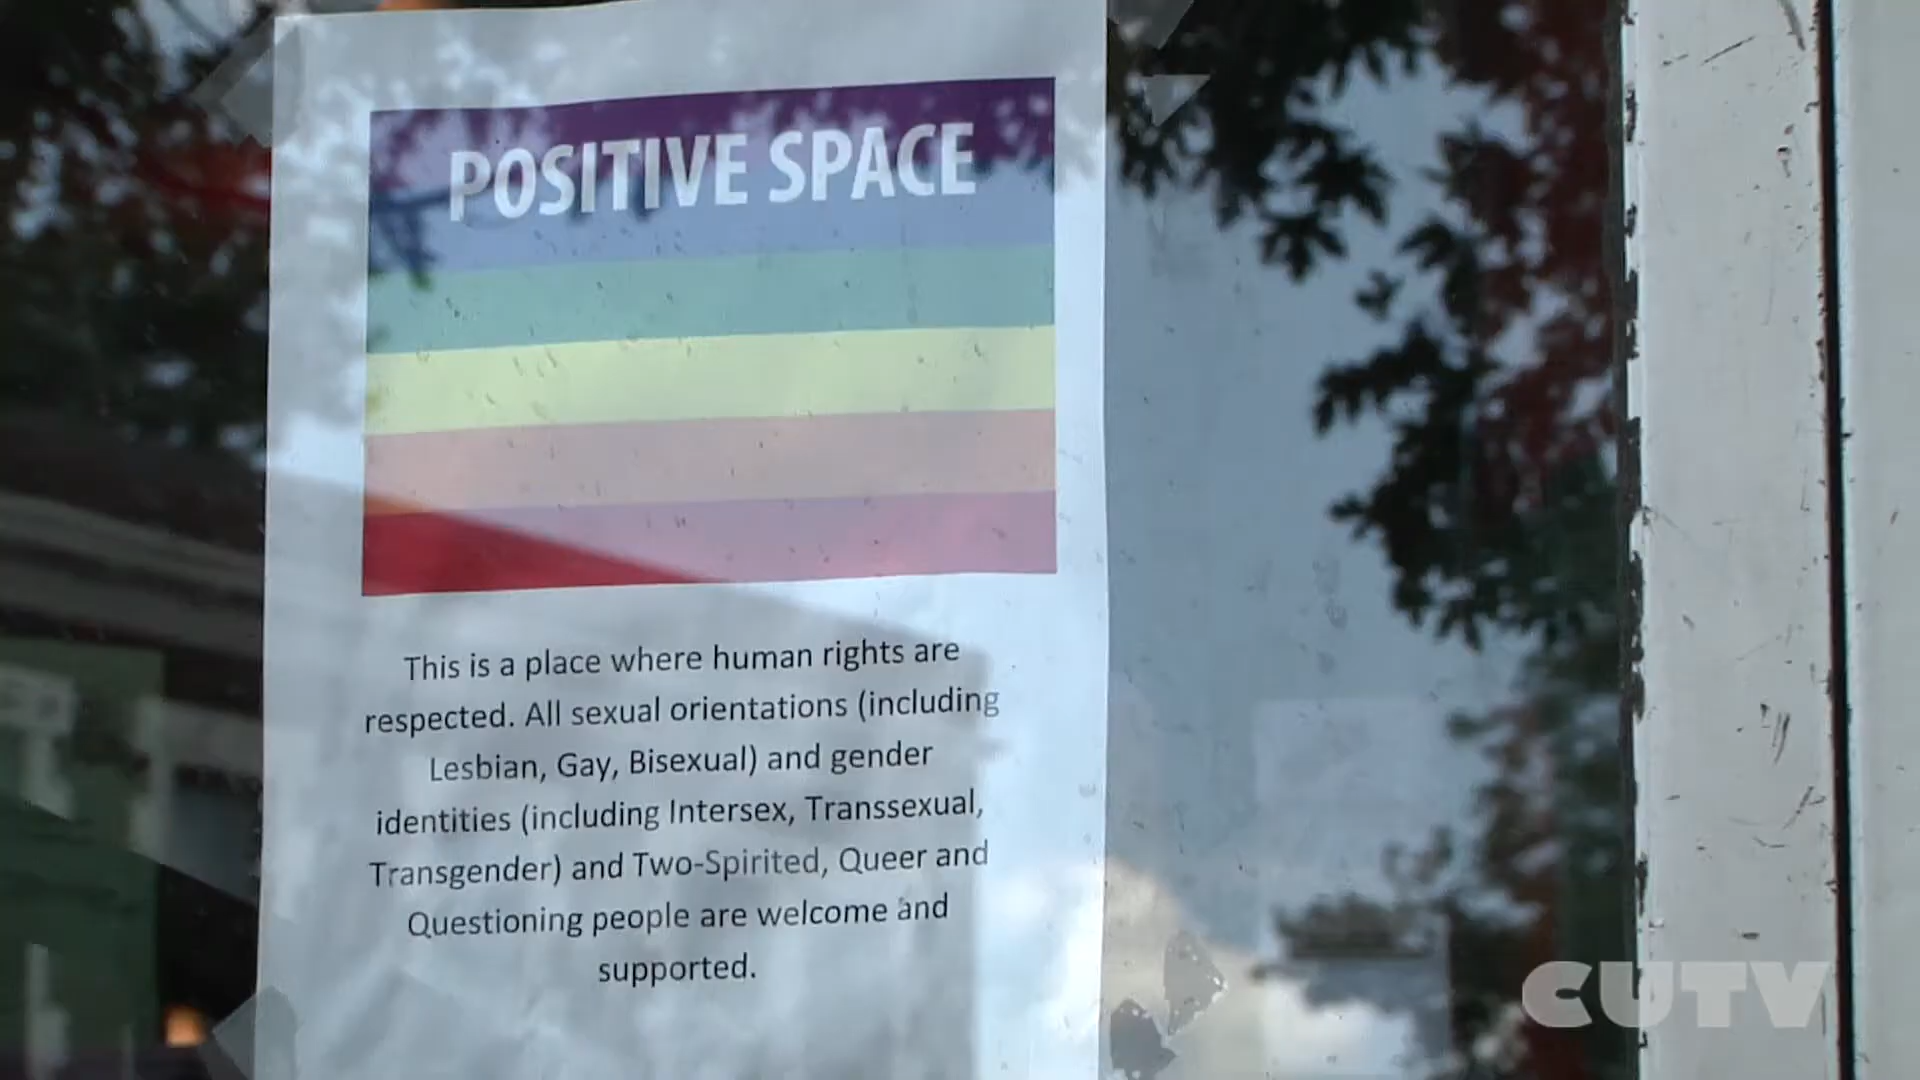 POSITIVE SPACE
This is a place where human rights are
respected. All sexual orientations (including
Lesbian, Gay, Bisexual) and gender
identities (including Intersex, Transsexual,
Transgender) and Two-Spirited, Queer and
Questioning people are welcome and
supported.
CUTV